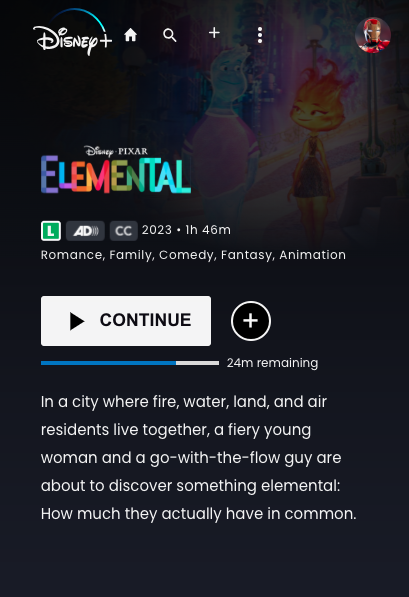 Disney+
Disney · PIXAR
ELEMENTAL
L AD CC 2023 • 1h 46m
Romance, Family, Comedy, Fantasy, Animation
CONTINUE
24m remaining
In a city where fire, water, land, and air
residents live together, a fiery young
woman and a go-with-the-flow guy are
about to discover something elemental:
How much they actually have in common.